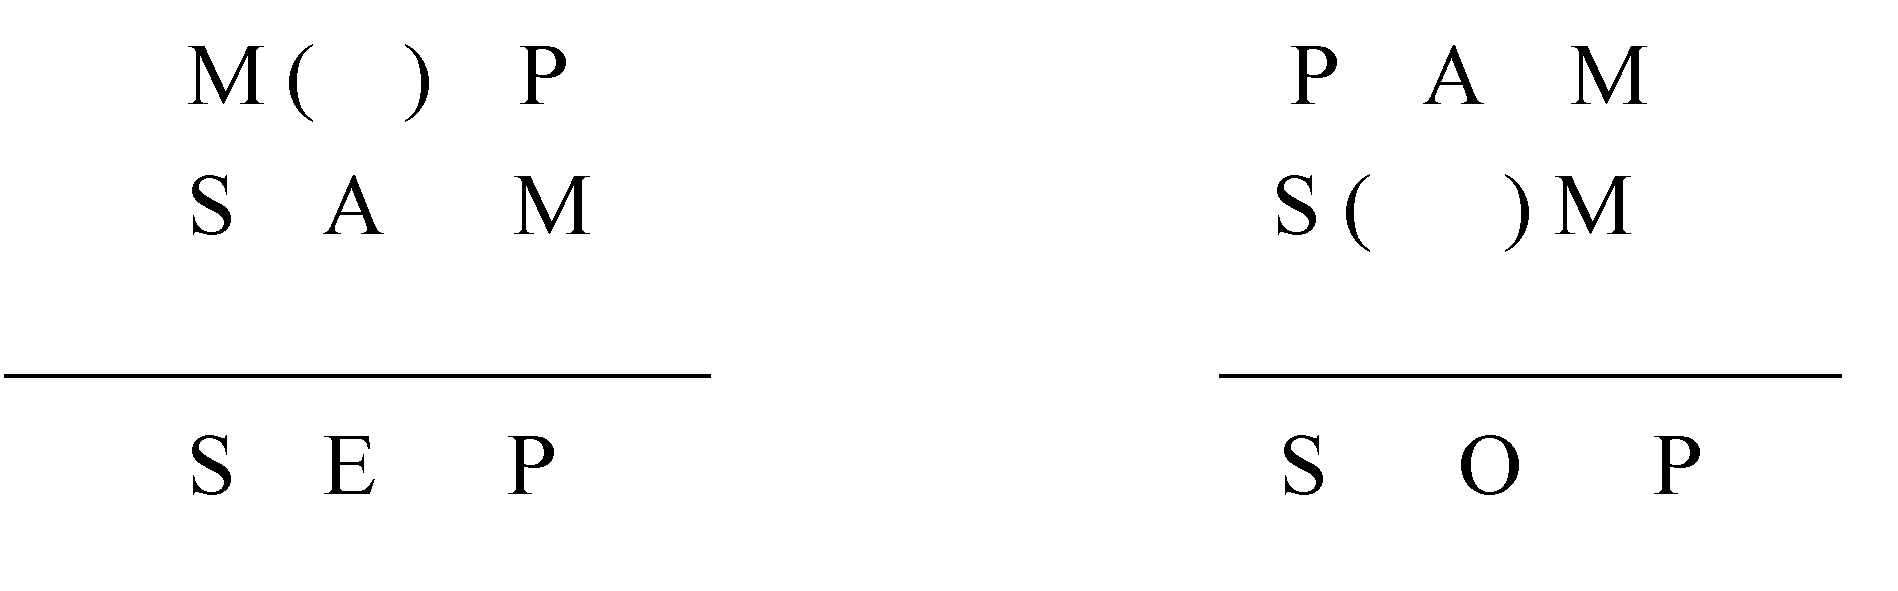 M (   ) P
S A M
S E P
P A M
S (   ) M
S O P